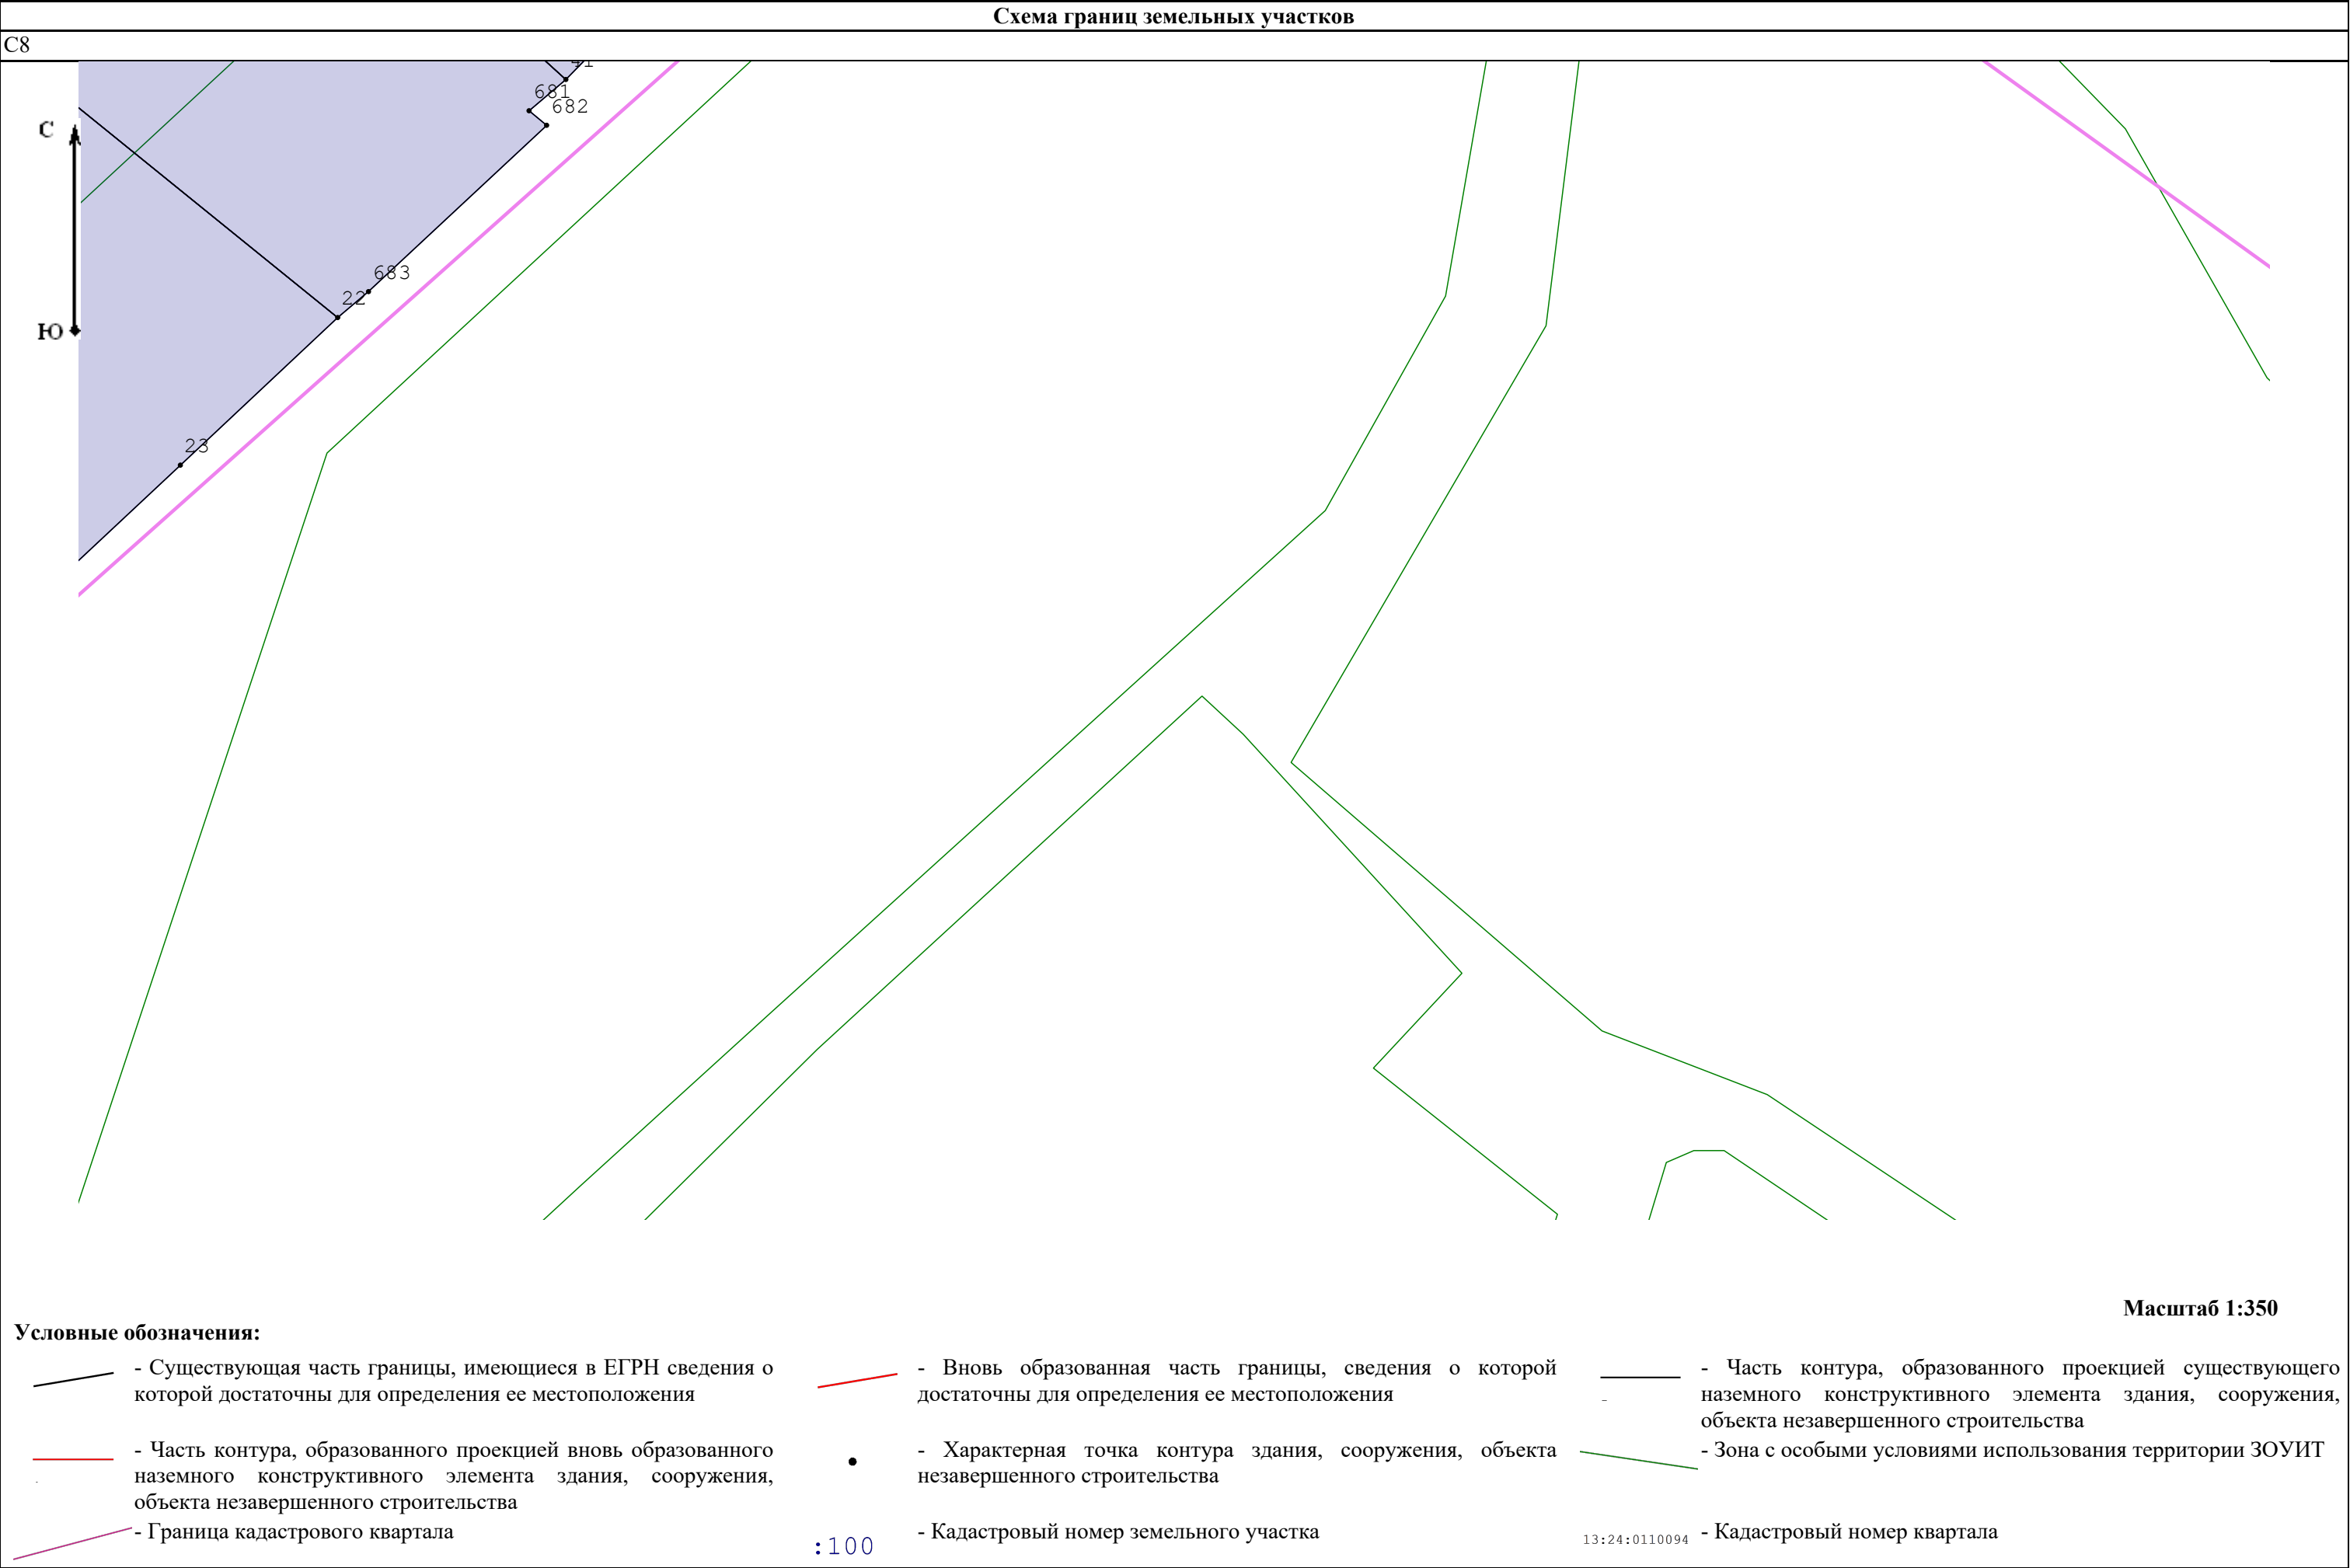 Схема границ земельных участков
С8
41
681
682
С
683
22
Ю
23
Масштаб 1:350
Условные обозначения:
- Существующая часть границы, имеющиеся в ЕГРН сведения о
которой достаточны для определения ее местоположения
- Вновь образованная часть границы, сведения о которой
достаточны для определения ее местоположения
- Часть контура, образованного проекцией существующего
наземного конструктивного элемента здания, сооружения,
объекта незавершенного строительства
- Часть контура, образованного проекцией вновь образованного
наземного конструктивного элемента здания, сооружения,
объекта незавершенного строительства
- Характерная точка контура здания, сооружения, объекта
незавершенного строительства
- Зона с особыми условиями использования территории ЗОУИТ
- Граница кадастрового квартала
:100 - Кадастровый номер земельного участка
13:24:0110094 - Кадастровый номер квартала